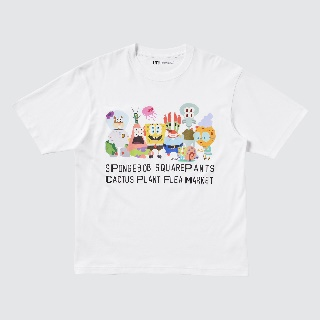 SPONGEBOB SQUAREPANTS
CACTUS PLANT FLEA MARKET